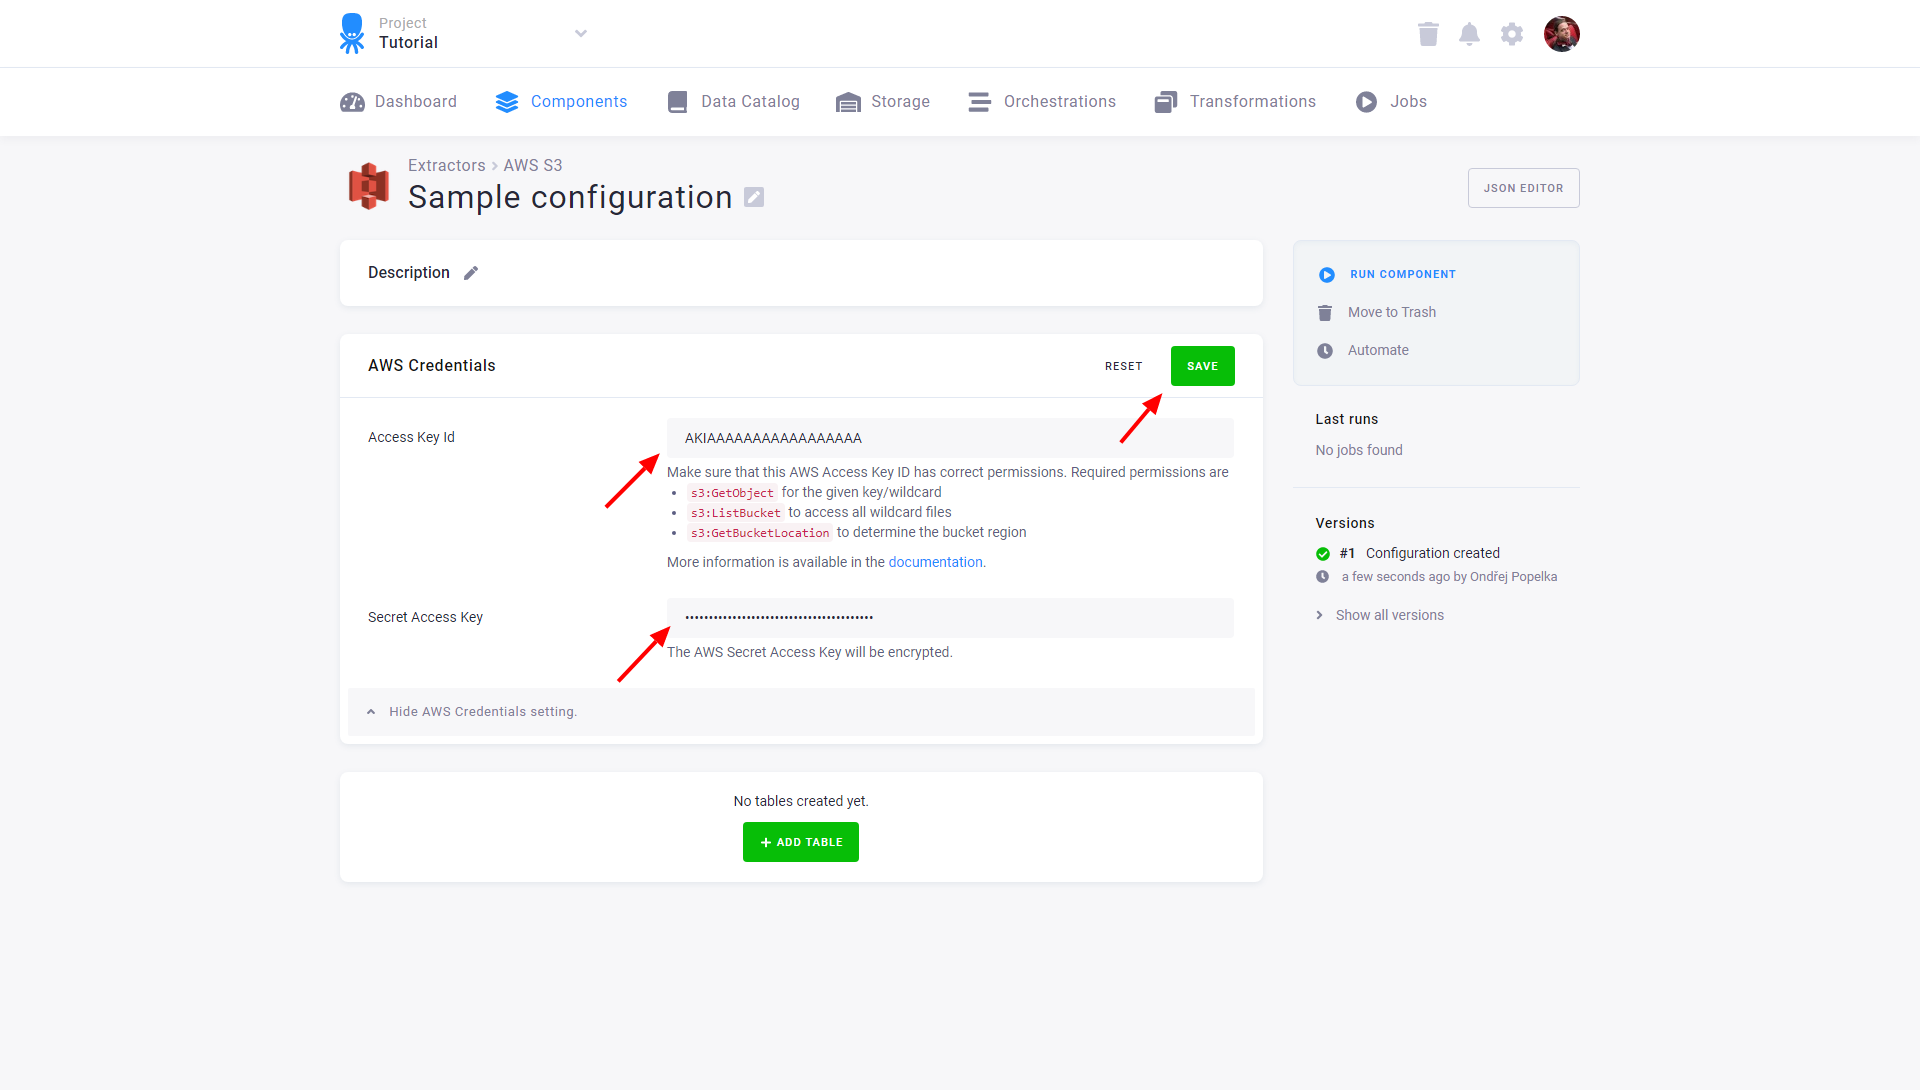 Project
Tutorial
Dashboard
Components
Data Catalog
Storage
Orchestrations
Transformations
Jobs
Extractors > AWS S3
Sample configuration
JSON EDITOR
Description
RUN COMPONENT
Move to Trash
Automate
AWS Credentials
RESET
SAVE
Access Key Id
AKIAAAAAAAAAAAAAAAAA
Make sure that this AWS Access Key ID has correct permissions. Required permissions are
• s3:GetObject for the given key/wildcard
• s3:ListBucket to access all wildcard files
• s3:GetBucketLocation to determine the bucket region
More information is available in the documentation.
Secret Access Key
••••••••••••••••••••••••••••••••••••••••
The AWS Secret Access Key will be encrypted.
Hide AWS Credentials setting.
Last runs
No jobs found
Versions
#1 Configuration created
a few seconds ago by Ondřej Popelka
Show all versions
No tables created yet.
+ ADD TABLE